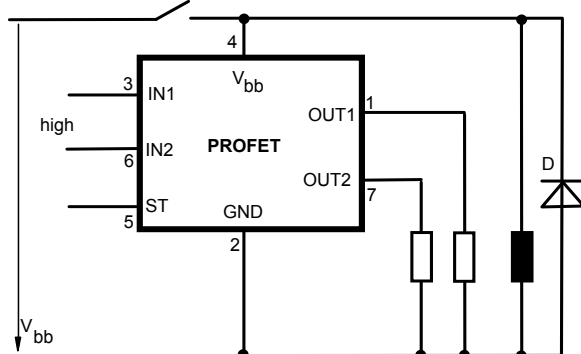 4
3
V bb
IN1
1
OUT1
high
PROFET
IN2
6
D
OUT2
7
ST
GND
5
2
V bb